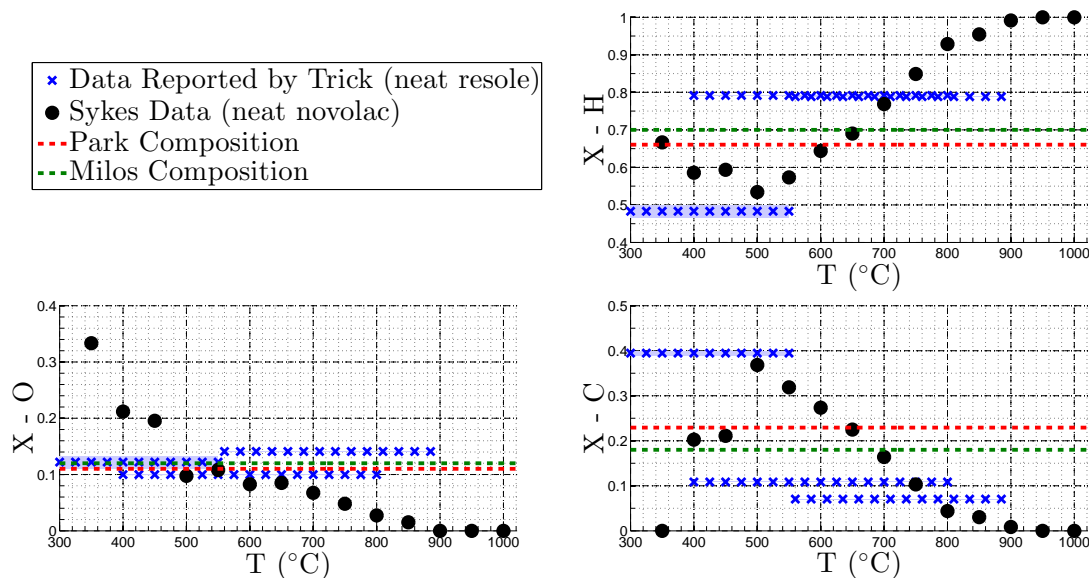 Data Reported by Trick (neat resole)
Sykes Data (neat novolac)
Park Composition
Milos Composition
X - H
1
0.9
0.8
0.7
0.6
0.5
0.4
300 400 500 600 700 800 900 1000
T (°C)
X - O
0.4
0.3
0.2
0.1
0
300 400 500 600 700 800 900 1000
T (°C)
X - C
0.5
0.4
0.3
0.2
0.1
0
300 400 500 600 700 800 900 1000
T (°C)